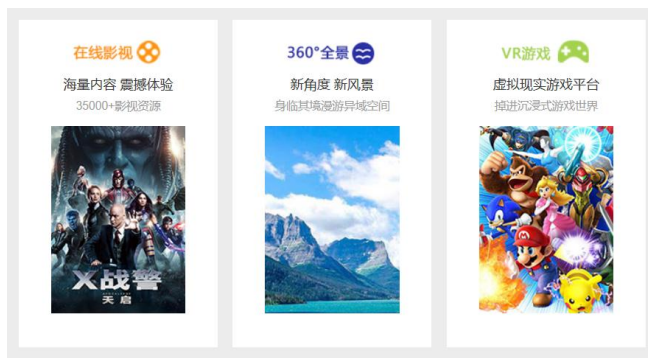 在线影视
海量内容 震撼体验
35000+影视资源
X战警
天启
360°全景
新角度 新风景
身临其境漫游异域空间
VR游戏
虚拟现实游戏平台
掉进沉浸式游戏世界